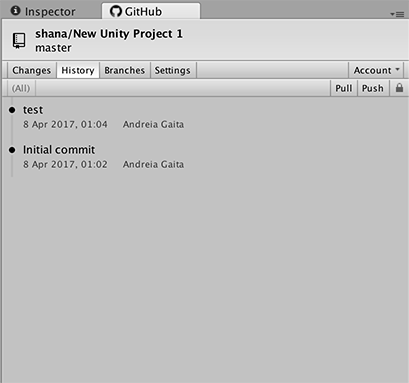 Inspector GitHub
shana/New Unity Project 1
master
Changes History Branches Settings Account
(All) Pull Push
test
8 Apr 2017, 01:04 Andreia Gaita
Initial commit
8 Apr 2017, 01:02 Andreia Gaita